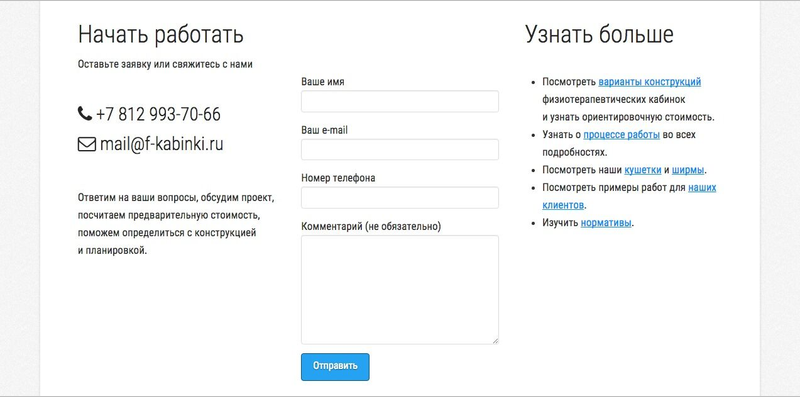 Начать работать
Оставьте заявку или свяжитесь с нами
+7 812 993-70-66
mail@f-kabinki.ru
Ответим на ваши вопросы, обсудим проект,
посчитаем предварительную стоимость,
поможем определиться с конструкцией
и планировкой.
Ваше имя
Ваш e-mail
Номер телефона
Комментарий (не обязательно)
Отправить
Узнать больше
Посмотреть варианты конструкций
физиотерапевтических кабинок
и узнать ориентировочную стоимость.
Узнать о процессе работы во всех
подробностях.
Посмотреть наши кушетки и ширмы.
Посмотреть примеры работ для наших
клиентов.
Изучить нормативы.